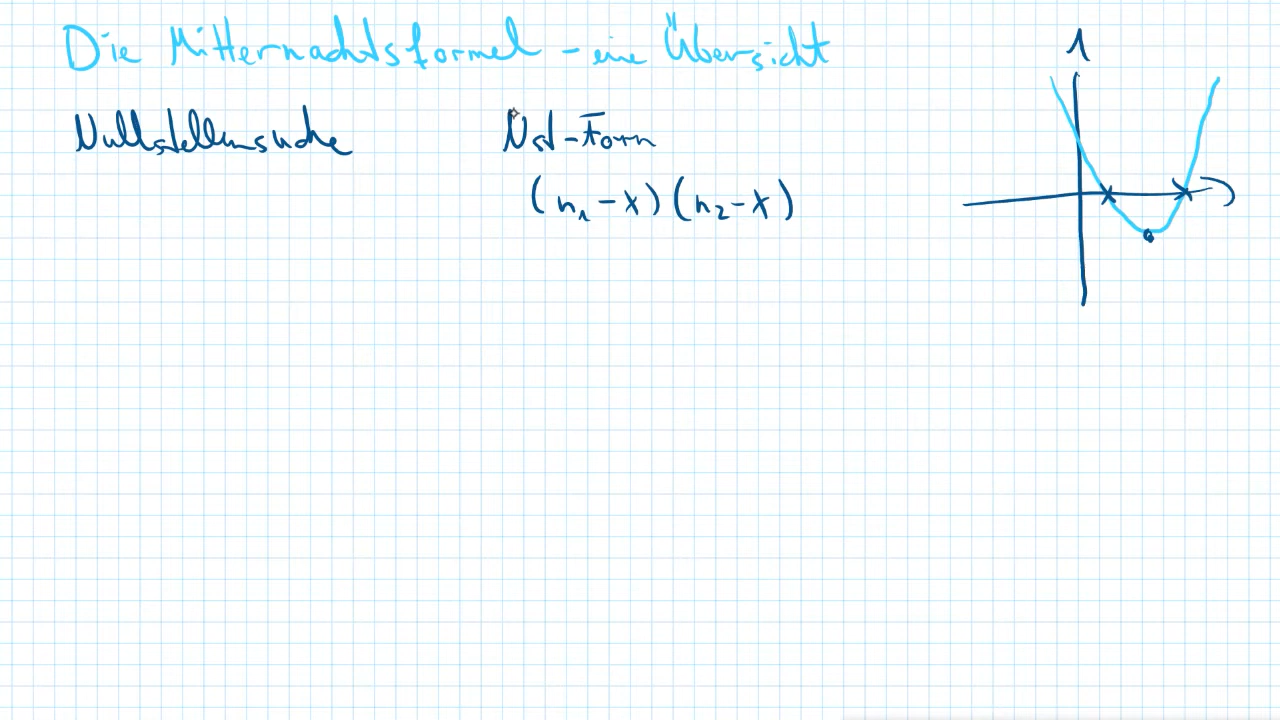 Die Mitternachtsformel - eine Übersicht
Nullstellensuche
Nst-Form
(n₁-x)(n₂-x)